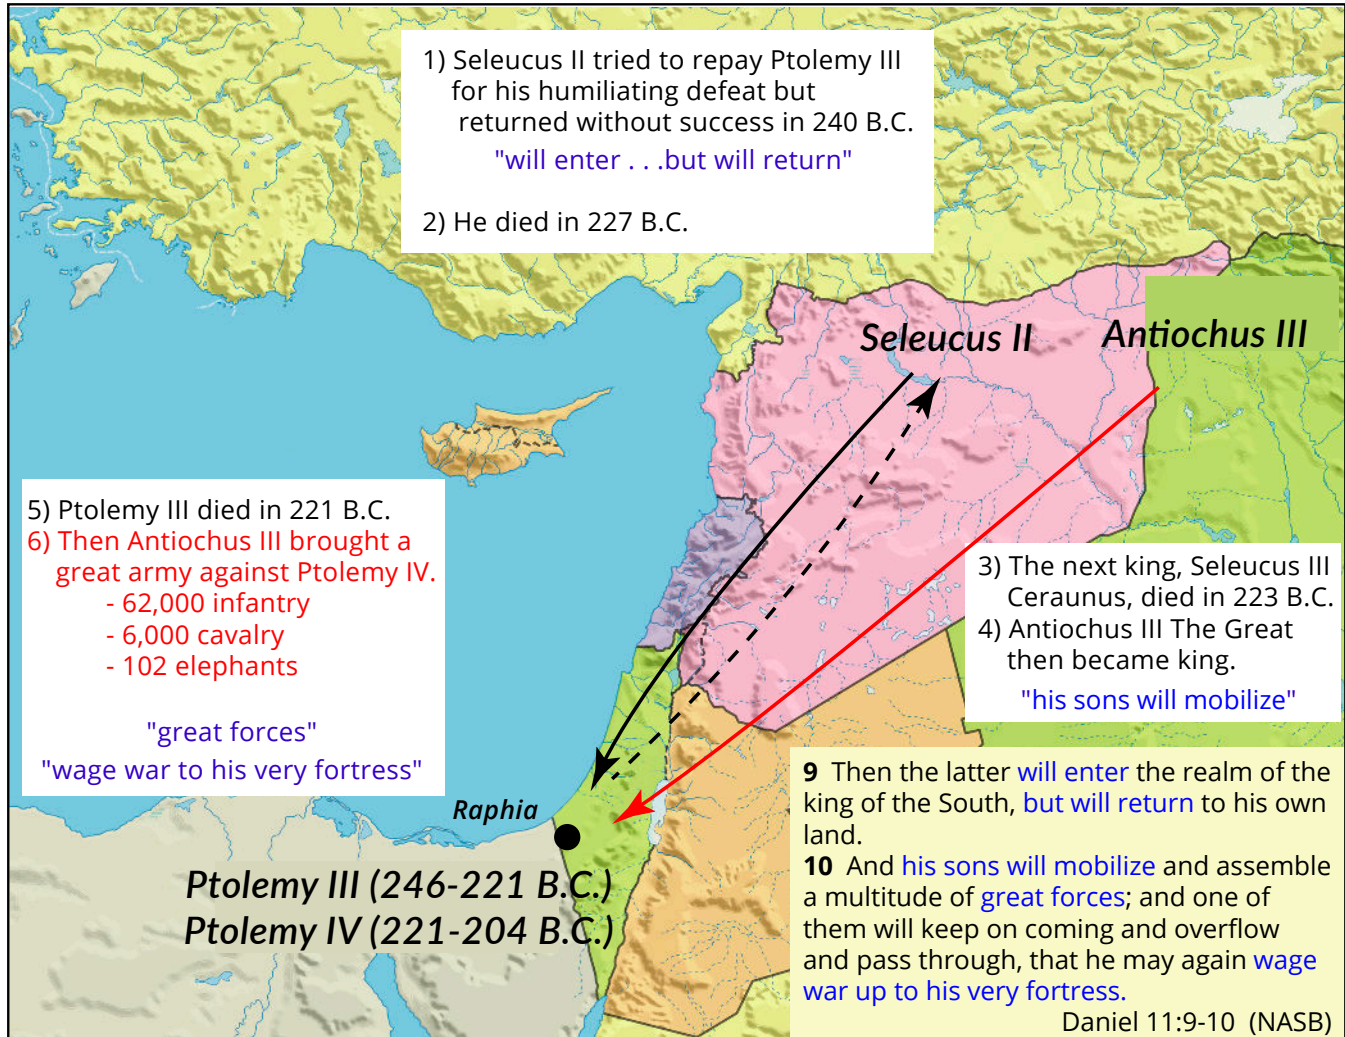 1) Seleucus II tried to repay Ptolemy III
for his humiliating defeat but
returned without success in 240 B.C.
"will enter . . .but will return"
2) He died in 227 B.C.
Seleucus II
Antiochus III
5) Ptolemy III died in 221 B.C.
6) Then Antiochus III brought a
great army against Ptolemy IV.
- 62,000 infantry
- 6,000 cavalry
- 102 elephants
"great forces"
"wage war to his very fortress"
3) The next king, Seleucus III
Ceraunus, died in 223 B.C.
4) Antiochus III The Great
then became king.
"his sons will mobilize"
Raphia
Ptolemy III (246-221 B.C.)
Ptolemy IV (221-204 B.C.)
9 Then the latter will enter the realm of the
king of the South, but will return to his own
land.
10 And his sons will mobilize and assemble
a multitude of great forces; and one of
them will keep on coming and overflow
and pass through, that he may again wage
war up to his very fortress.
Daniel 11:9-10 (NASB)